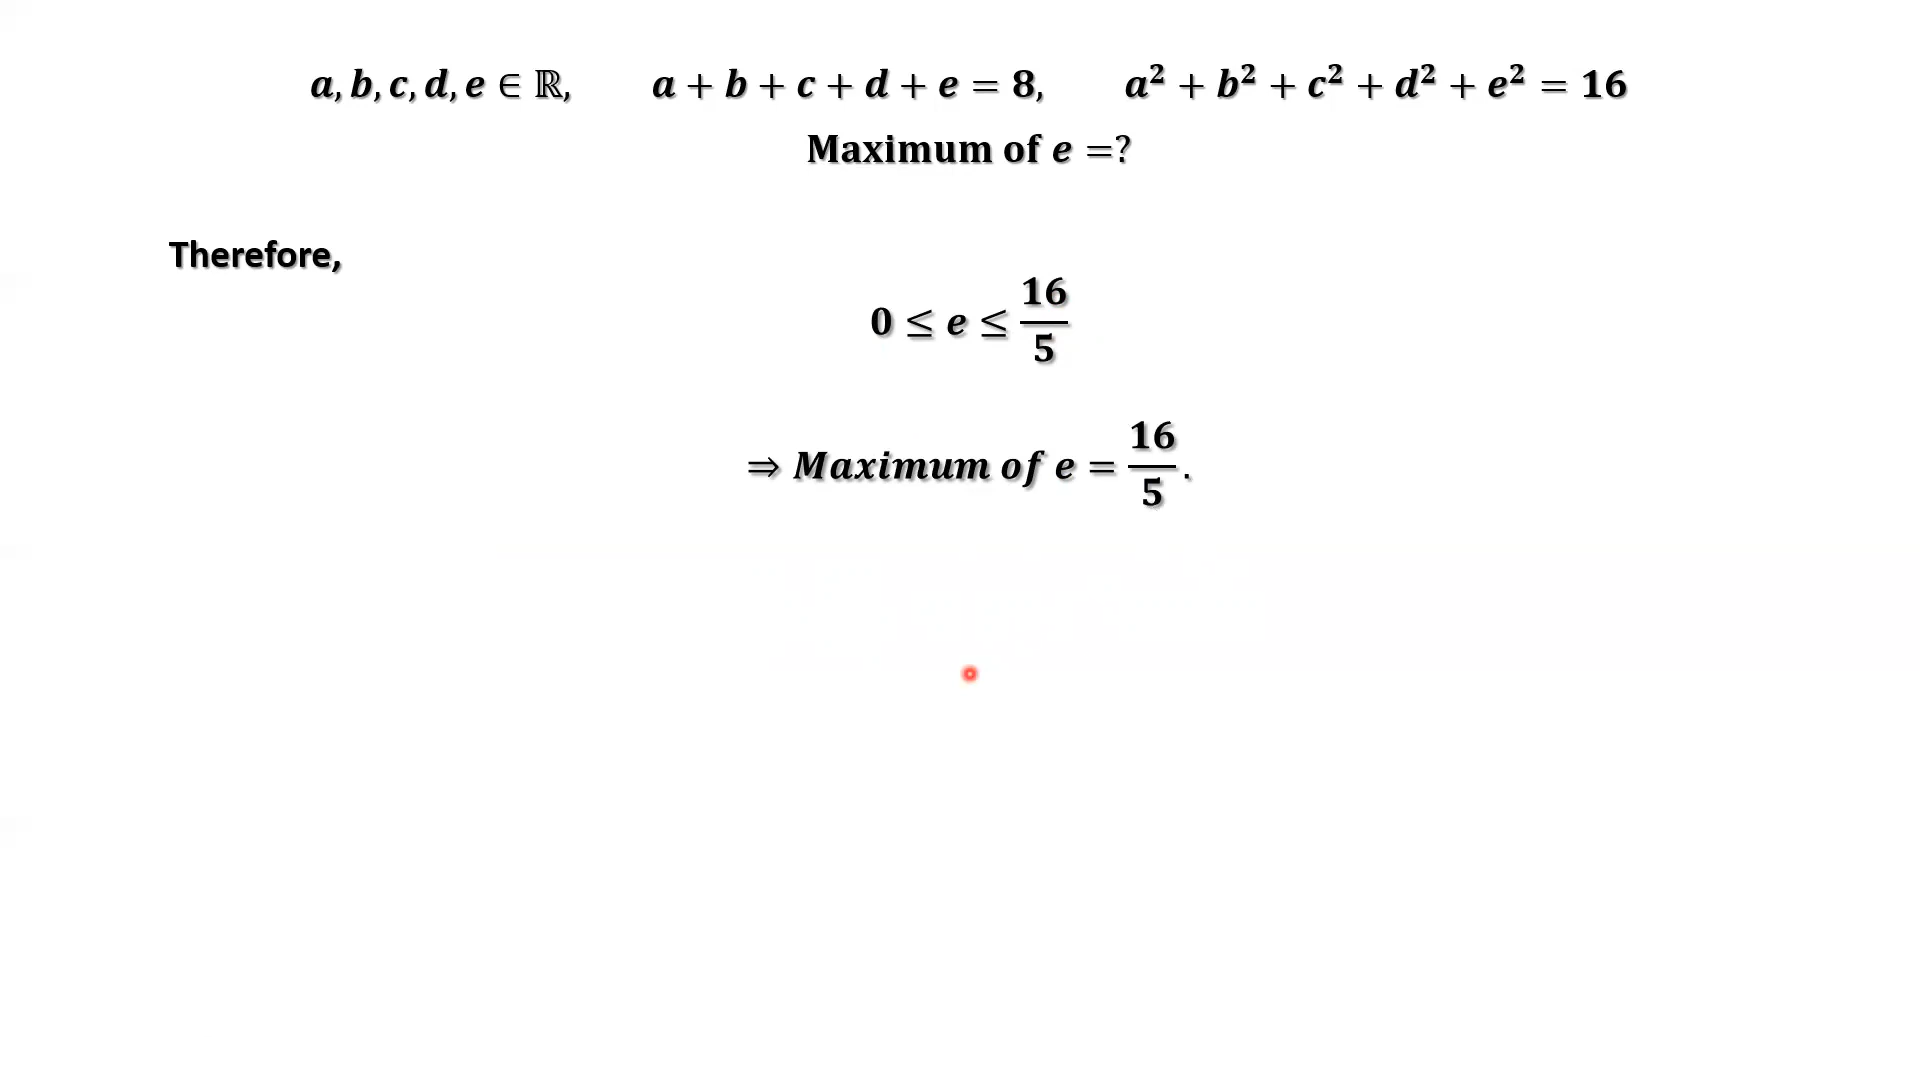 a, b, c, d, e ∈ ℝ, a + b + c + d + e = 8, a² + b² + c² + d² + e² = 16
Maximum of e =?
Therefore,
0 ≤ e ≤ 16/5
⇒ Maximum of e = 16/5.